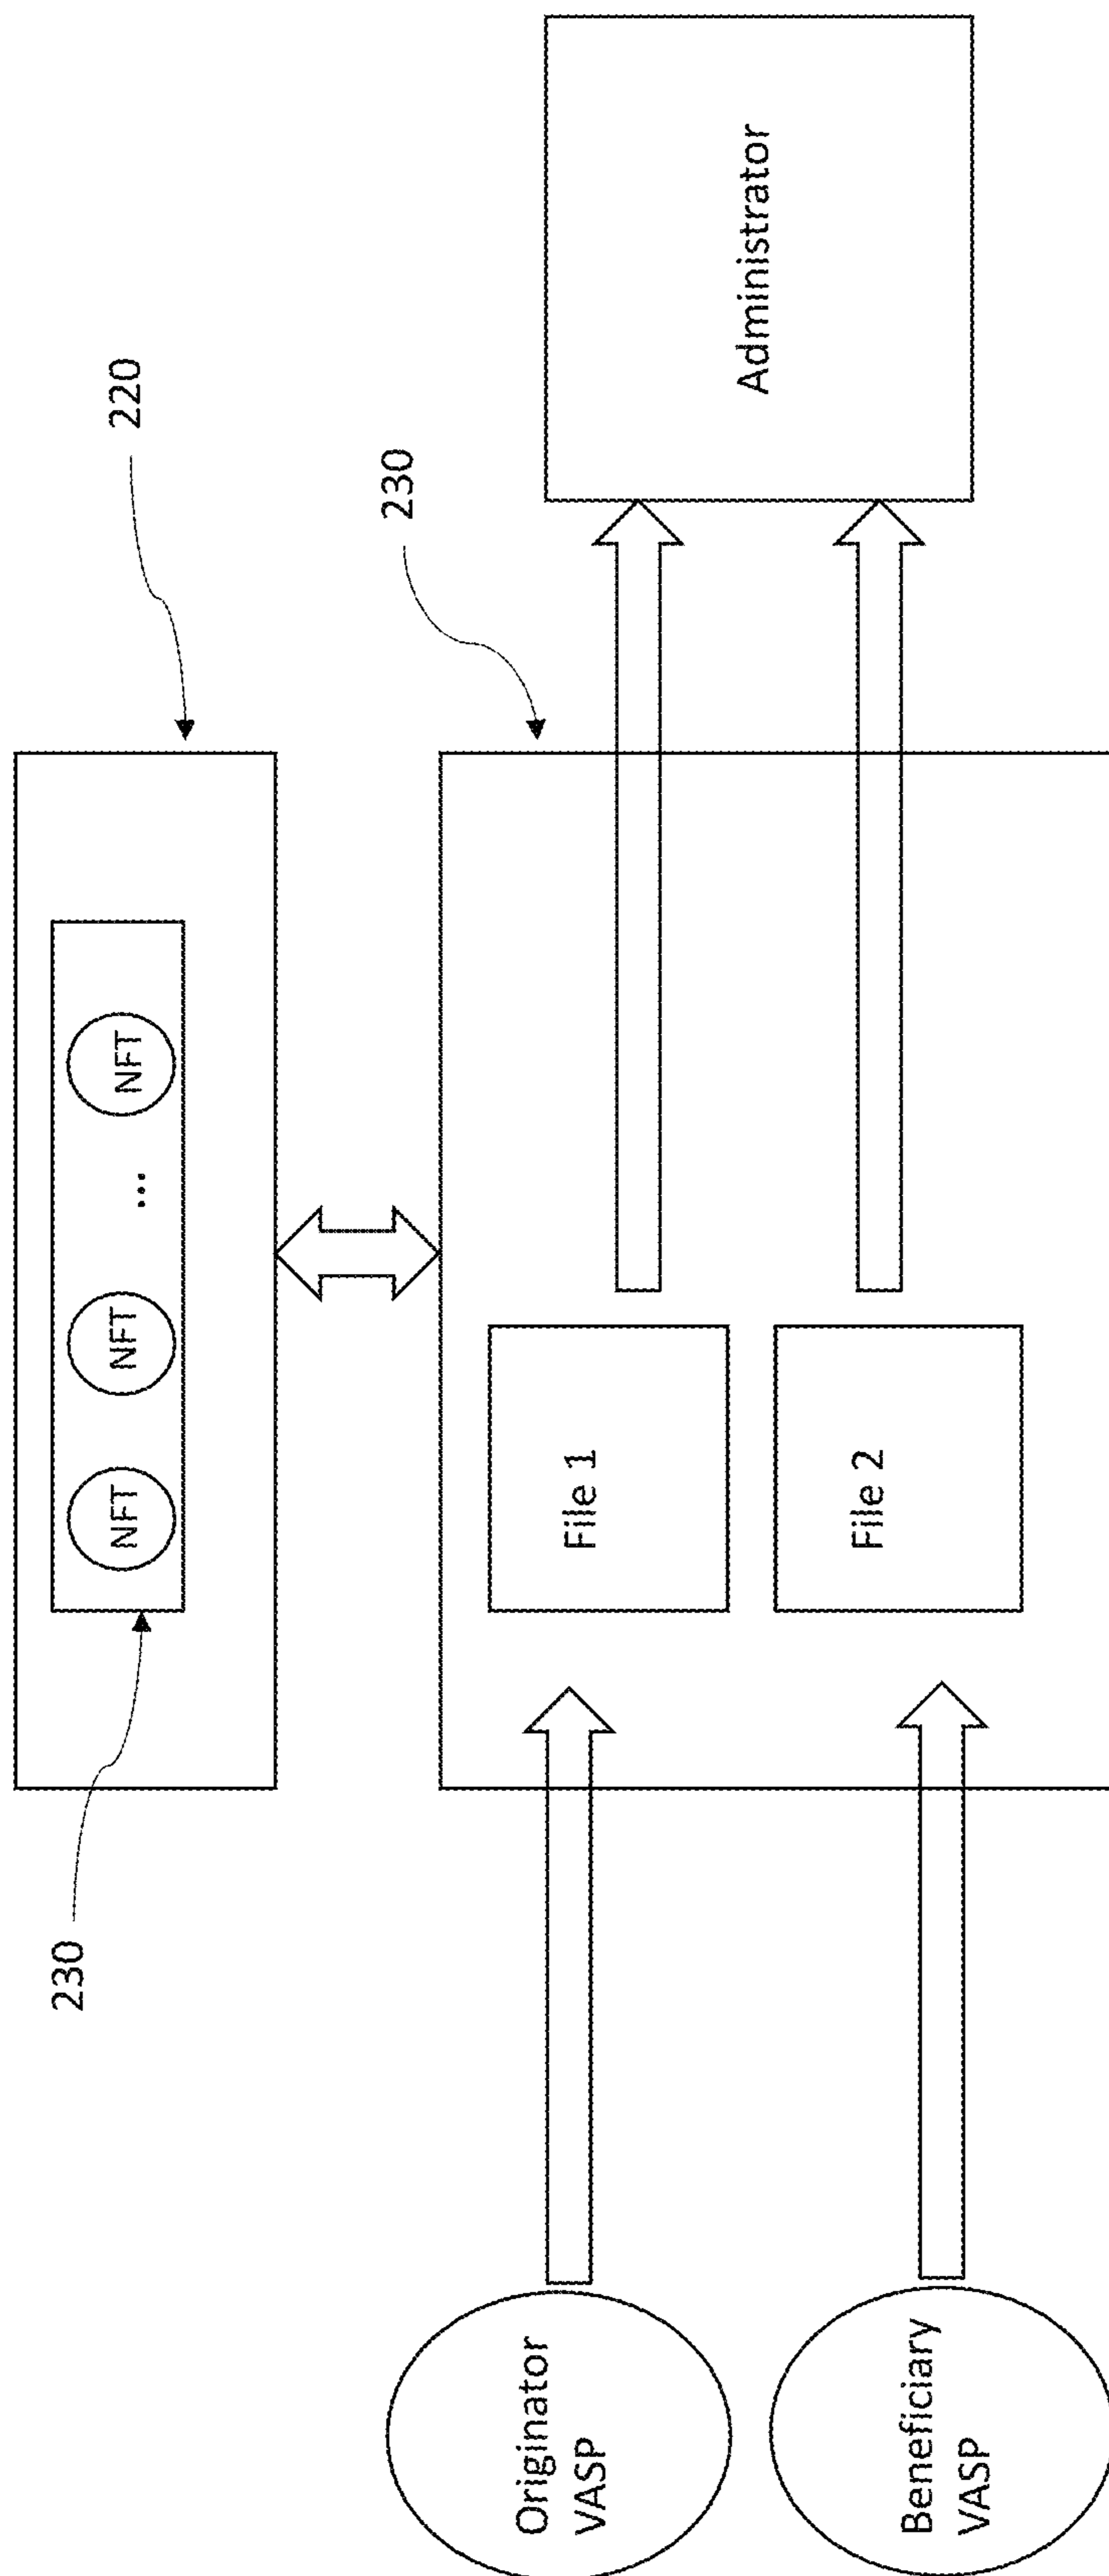 230
220
NFT
NFT
...
NFT
230
Originator
VASP
File 1
Administrator
Beneficiary
VASP
File 2